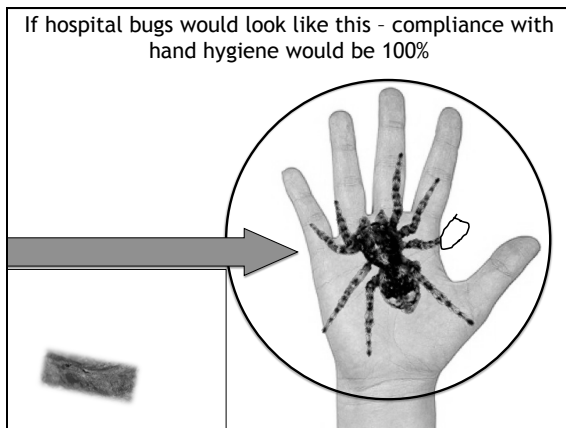 If hospital bugs would look like this - compliance with
hand hygiene would be 100%